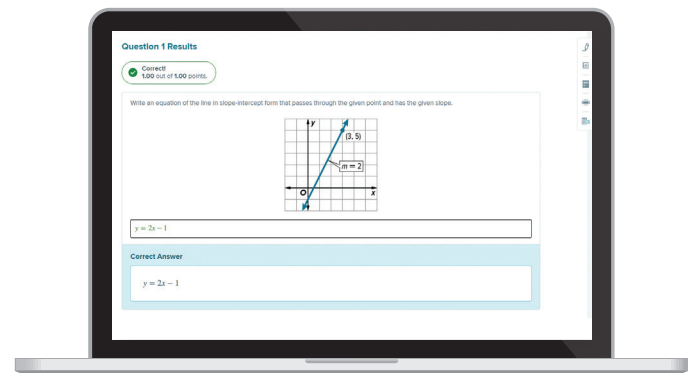 Question 1 Results
Correct!
1.00 out of 1.00 points.
Write an equation of the line in slope-intercept form that passes through the given point and has the given slope.
y
(3, 5)
m = 2
O
x
y = 2x − 1
Correct Answer
y = 2x − 1